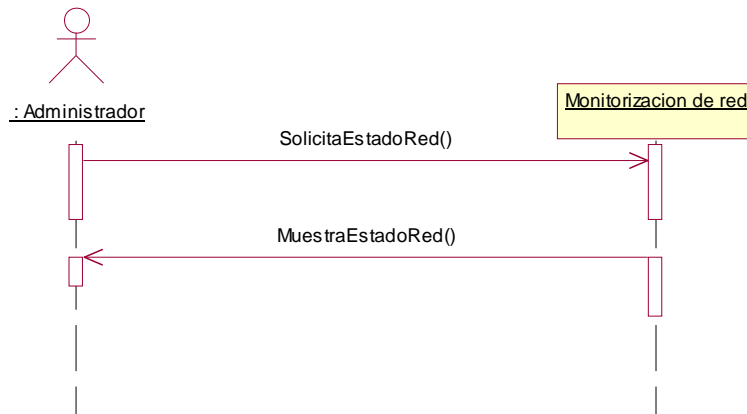 : Administrador
Monitorizacion de red
SolicitaEstadoRed()
MuestraEstadoRed()